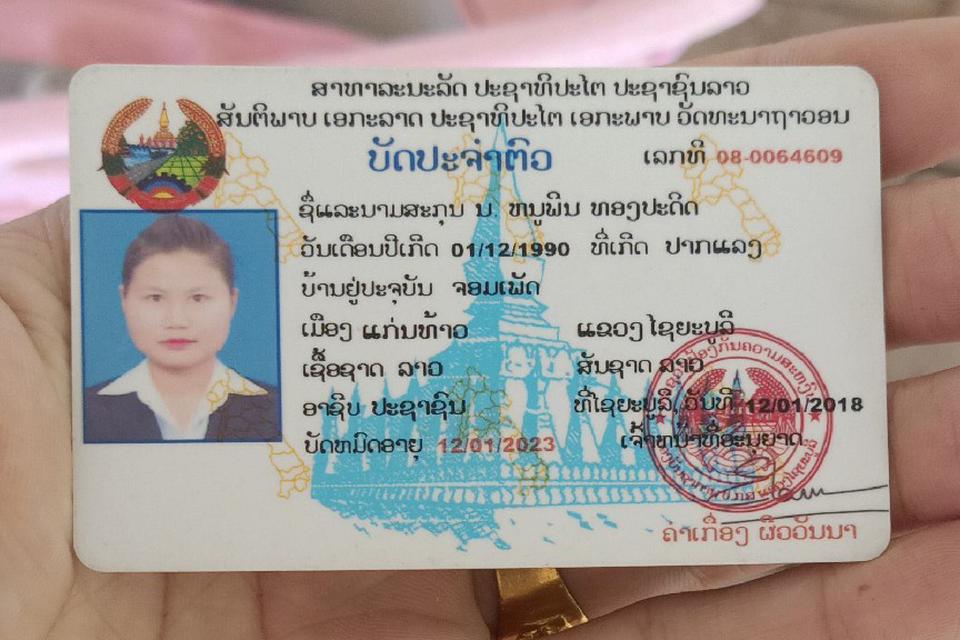 ສາທາລະນະລັດ ປະຊາທິປະໄຕ ປະຊາຊົນລາວ
ສັນຕິພາບ ເອກະລາດ ປະຊາທິປະໄຕ ເອກະພາບ ວັດທະນາຖາວອນ
ບັດປະຈຳຕົວ ເລກທີ 08-0064609
ຊື່ແລະນາມສະກຸນ ນ. ຫນູພິນ ທອງປະດິດ
ວັນເດືອນປີເກີດ 01/12/1990 ທີ່ເກີດ ປາກແລງ
ບ້ານຢູ່ປະຈຸບັນ ຈອມເພັດ
ເມືອງ ແກ່ນທ້າວ ແຂວງ ໄຊຍະບູລີ
ເຊື້ອຊາດ ລາວ ສັນຊາດ ລາວ
ອາຊີບ ປະຊາຊົນ ທີ່ໄຊຍະບູລີ, ວັນທີ 12/01/2018
ບັດຫມົດອາຍຸ 12/01/2023 ເຈົ້າຫນ້າທີ່ອະນຸຍາດ
ຄຳເກື່ອງ ຜິວວັນນາ